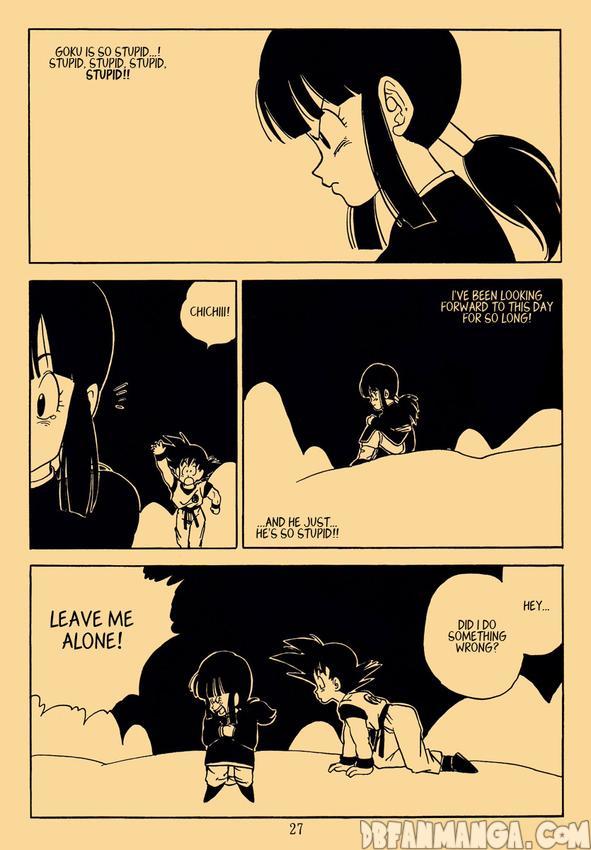 GOKU IS SO STUPID...!
STUPID, STUPID, STUPID,
STUPID!!
CHICHIII!
I'VE BEEN LOOKING
FORWARD TO THIS DAY
FOR SO LONG!
...AND HE JUST...
HE'S SO STUPID!!
HEY...
DID I DO
SOMETHING
WRONG?
LEAVE ME
ALONE!
27
DBFANMANGA.COM